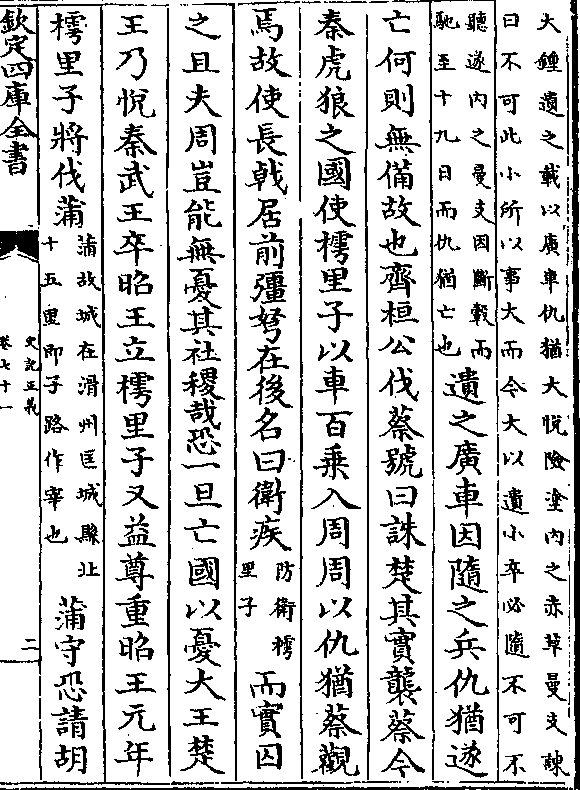 大鍾遺之載以廣車仇猶大悅險塗内之赤章曼支諫
曰不可此小所以事大而今大以遺小卒必隨不可不
聽遂内之曼支因斷轂而
馳至十九日而仇猶亡也
遺之廣車因隨之兵仇猶遂
亡何則無備故也齊桓公伐蔡號曰誅楚其實襲蔡今
秦虎狼之國使樗里子以車百乗入周周以仇猶蔡觀
焉故使長戟居前彊弩在後名曰衛疾
防衛樗
里子
而實囚
之且夫周豈能無憂其社稷哉恐一旦亡國以憂大王楚
王乃悅秦武王卒昭王立樗里子又益尊重昭王元年
樗里子將伐蒲
蒲故城在滑州匡城縣北
十五里即子路作宰也
蒲守恐請胡
欽定四庫全書
史記正義
卷七十一
二